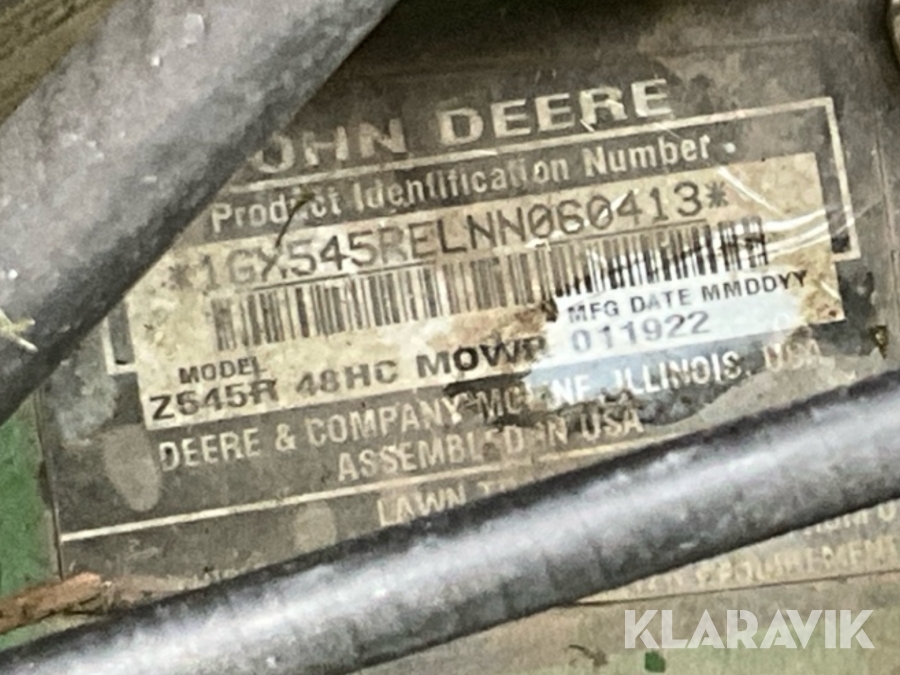 JOHN DEERE
Product Identification Number
*1GX545RELNN060413*
MFG DATE MMDDYY
MODEL 011922
Z545R 48HC MOWR
DEERE & COMPANY MOLINE, ILLINOIS, USA
ASSEMBLED IN USA
LAWN
KLARAVIK